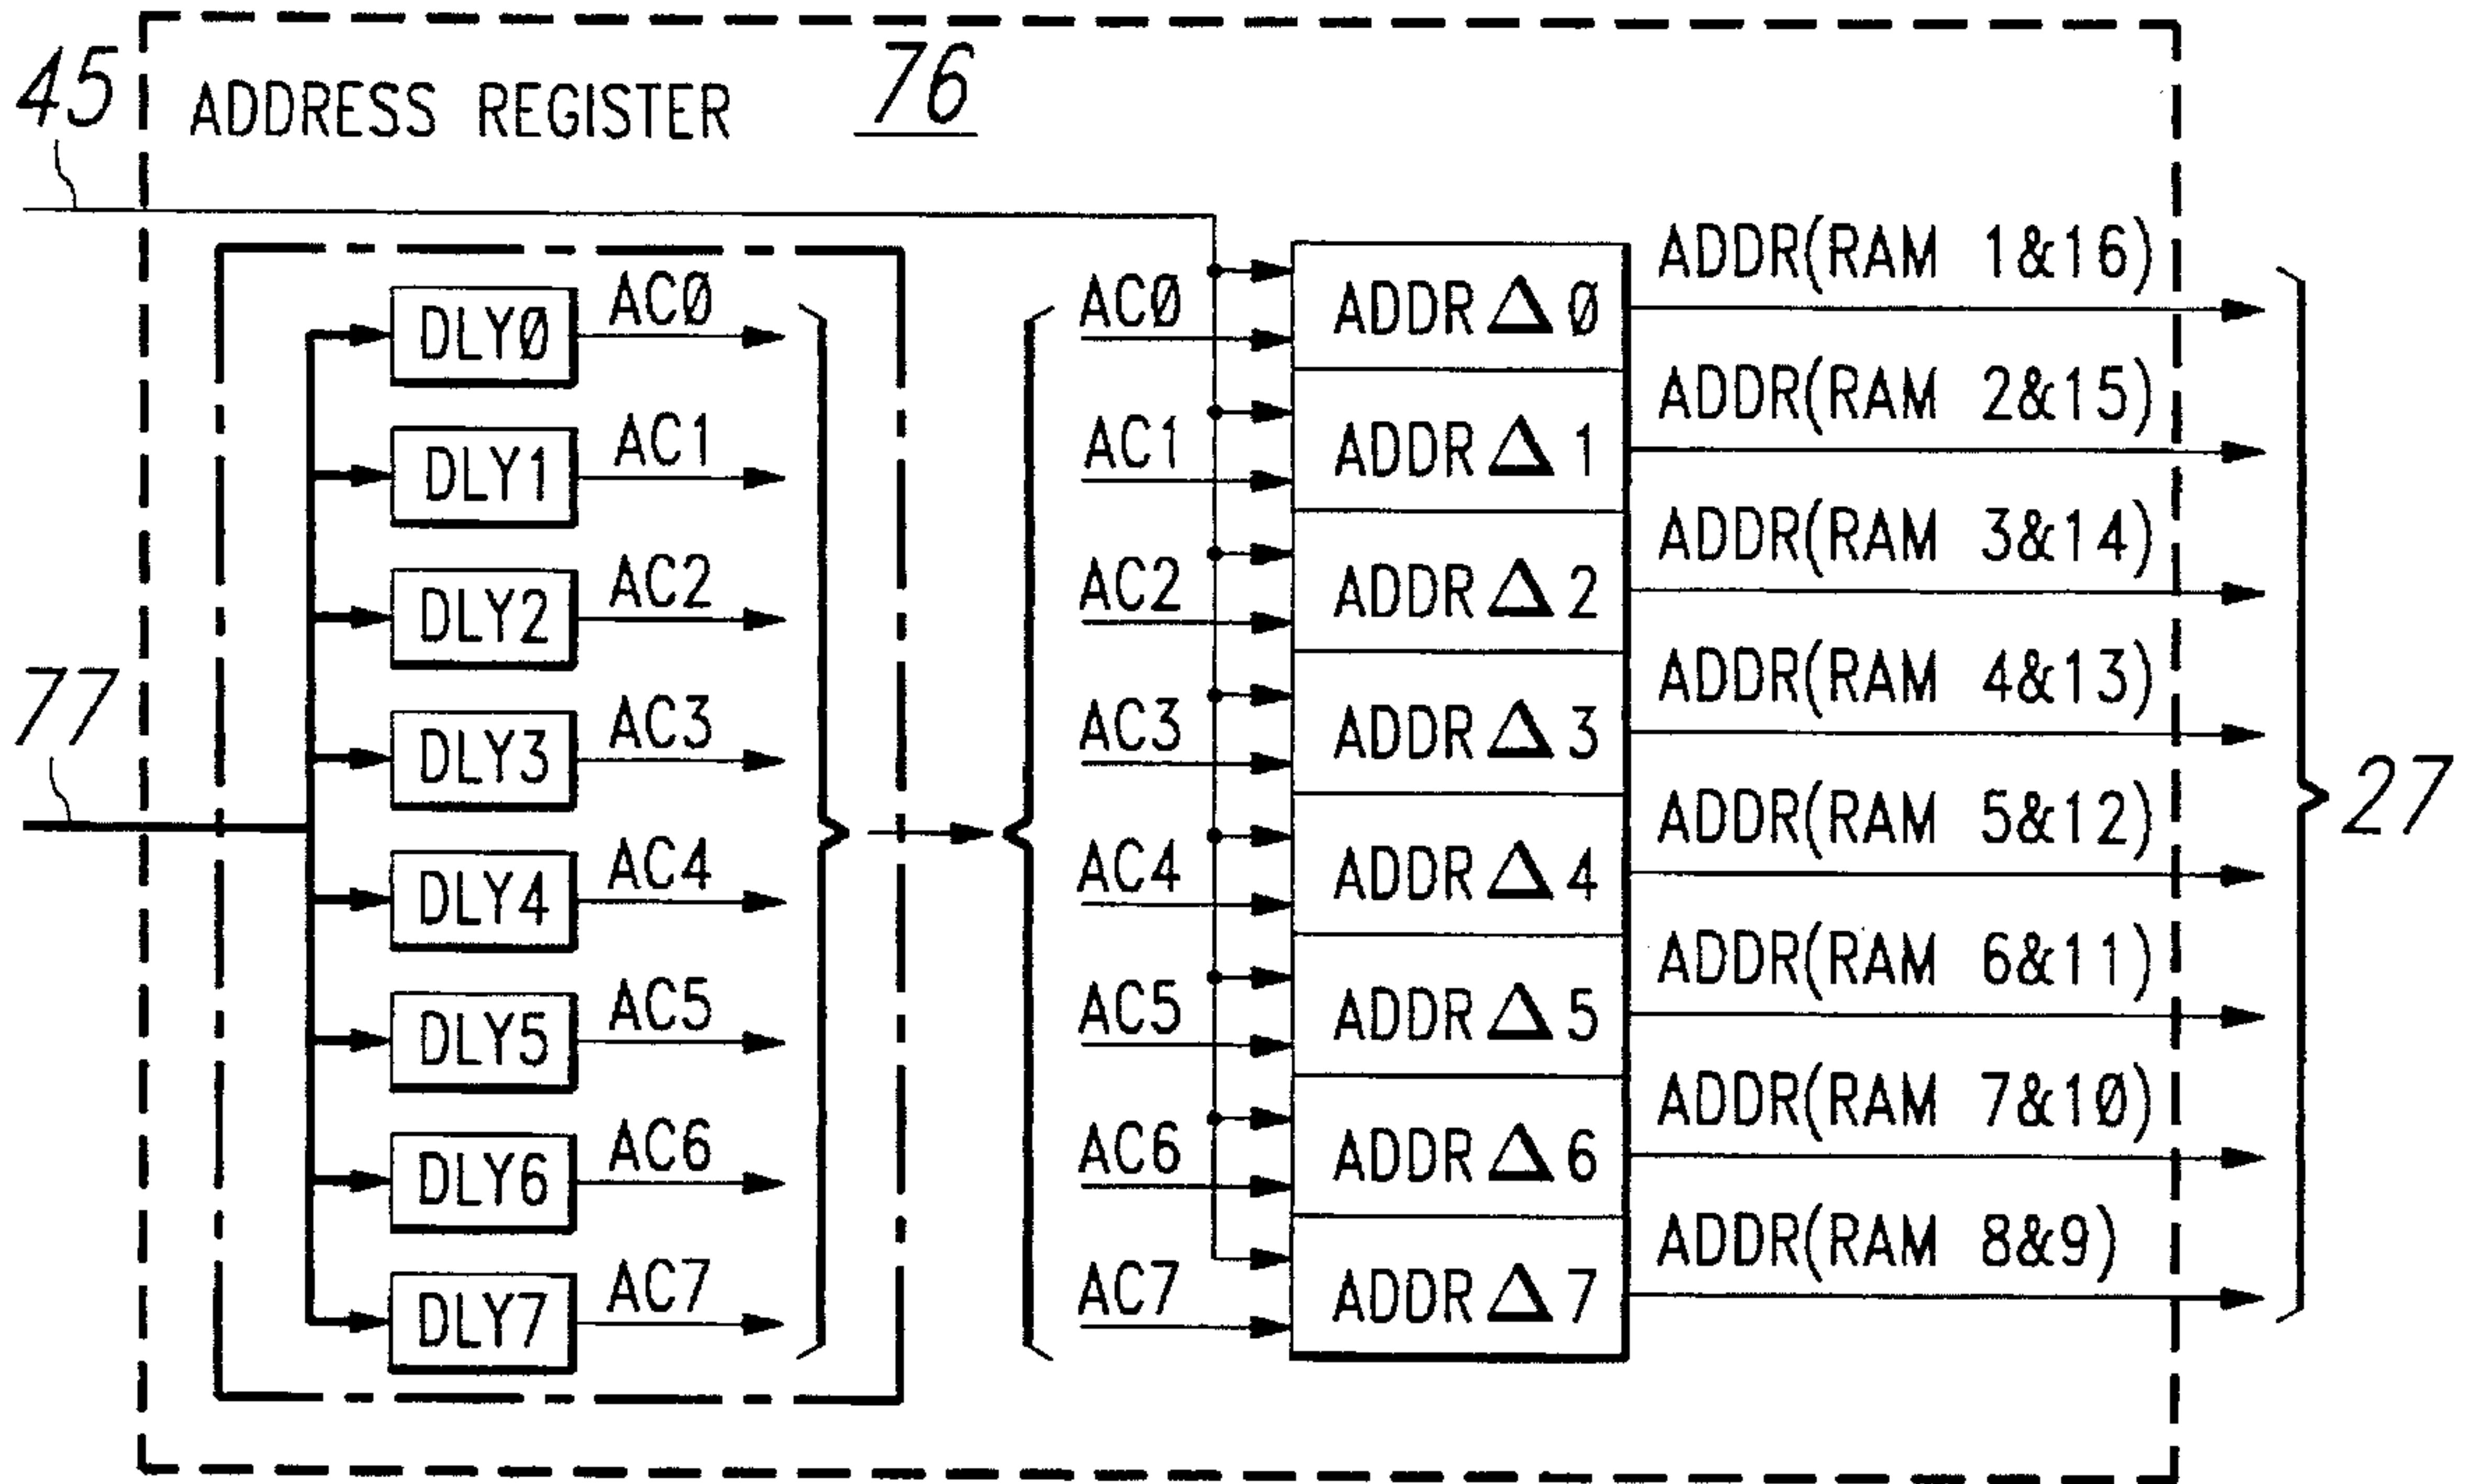 45
ADDRESS REGISTER 76
77
DLYØ ACØ
DLY1 AC1
DLY2 AC2
DLY3 AC3
DLY4 AC4
DLY5 AC5
DLY6 AC6
DLY7 AC7
ACØ ADDR Δ Ø ADDR(RAM 1&16)
AC1 ADDR Δ 1 ADDR(RAM 2&15)
AC2 ADDR Δ 2 ADDR(RAM 3&14)
AC3 ADDR Δ 3 ADDR(RAM 4&13)
AC4 ADDR Δ 4 ADDR(RAM 5&12)
AC5 ADDR Δ 5 ADDR(RAM 6&11)
AC6 ADDR Δ 6 ADDR(RAM 7&1Ø)
AC7 ADDR Δ 7 ADDR(RAM 8&9)
27